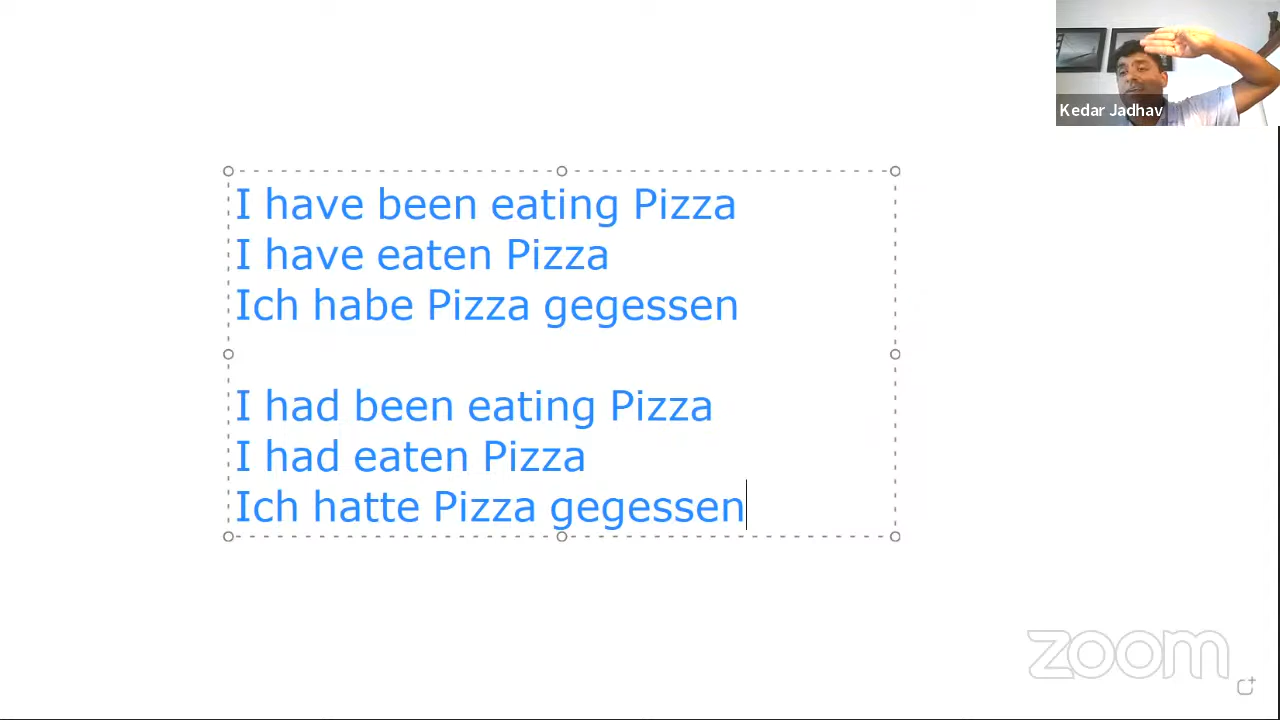 Kedar Jadhav
I have been eating Pizza
I have eaten Pizza
Ich habe Pizza gegessen
I had been eating Pizza
I had eaten Pizza
Ich hatte Pizza gegessen
zoom